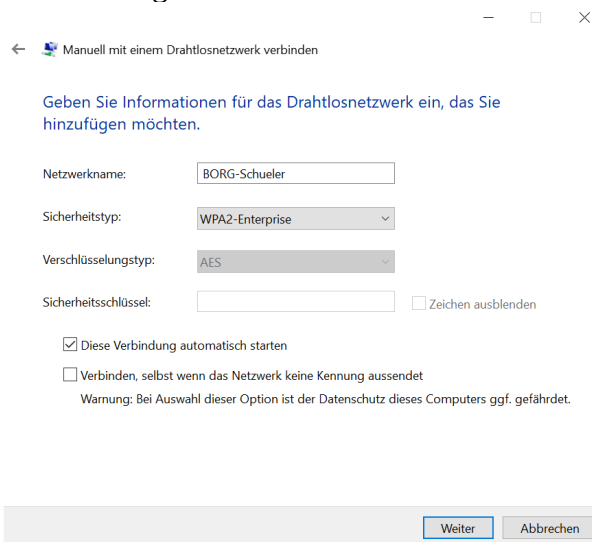 Manuell mit einem Drahtlosnetzwerk verbinden
Geben Sie Informationen für das Drahtlosnetzwerk ein, das Sie
hinzufügen möchten.
Netzwerkname: BORG-Schueler
Sicherheitstyp: WPA2-Enterprise
Verschlüsselungstyp: AES
Sicherheitsschlüssel: Zeichen ausblenden
Diese Verbindung automatisch starten
Verbinden, selbst wenn das Netzwerk keine Kennung aussendet
Warnung: Bei Auswahl dieser Option ist der Datenschutz dieses Computers ggf. gefährdet.
Weiter Abbrechen